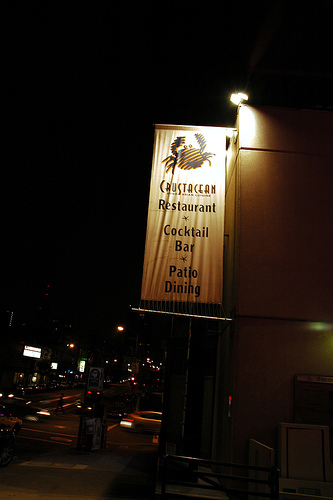 CRUSTACEAN
Restaurant
Cocktail
Bar
Patio
Dining